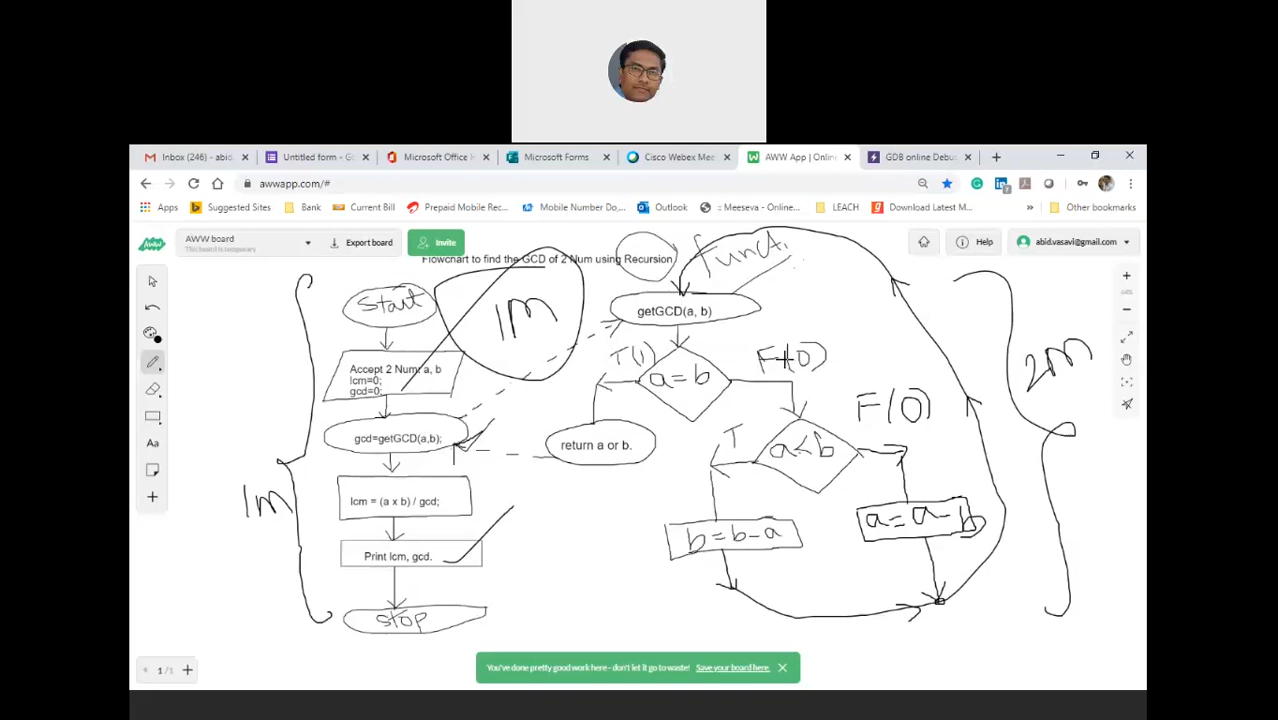 Inbox (246) - abid.
Untitled form - G
Microsoft Office H
Microsoft Forms
Cisco Webex Mee
AWW App | Onlin
GDB online Debu
awwapp.com/#
Apps
Suggested Sites
Bank
Current Bill
Prepaid Mobile Rec...
Mobile Number Do...
Outlook
:: Meeseva - Online...
LEACH
Download Latest M...
»
Other bookmarks
AWW board
This board is temporary
Export board
Invite
Help
abid.vasavi@gmail.com
Flowchart to find the GCD of 2 Num using Recursion
funct.
start
1M
getGCD(a, b)
Accept 2 Num, a, b
lcm=0;
gcd=0;
T(1)
a = b
F(0)
gcd=getGCD(a,b);
return a or b.
T
a < b
F(0)
2M
1M
lcm = (a x b) / gcd;
b = b - a
a = a - b
Print lcm, gcd.
stop
1/1
You've done pretty good work here - don't let it go to waste! Save your board here.
Aa